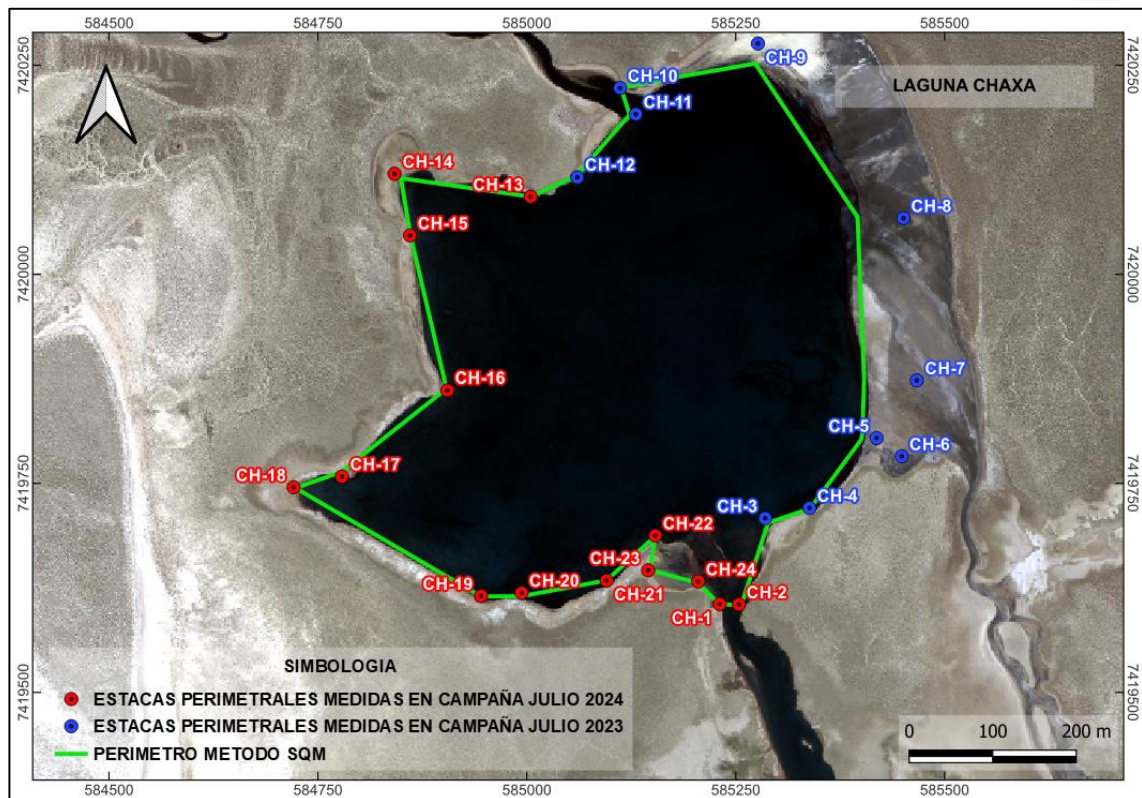 584500 584750 585000 585250 585500
7420250
7420000
7419750
7419500
7420250
7420000
7419750
7419500
LAGUNA CHAXA
CH-9
CH-10
CH-11
CH-12
CH-14
CH-13
CH-15
CH-8
CH-16
CH-7
CH-5
CH-6
CH-17
CH-18
CH-3
CH-4
CH-22
CH-23
CH-24
CH-19
CH-20
CH-21
CH-1
CH-2
SIMBOLOGIA
ESTACAS PERIMETRALES MEDIDAS EN CAMPAÑA JULIO 2024
ESTACAS PERIMETRALES MEDIDAS EN CAMPAÑA JULIO 2023
PERIMETRO METODO SQM
0 100 200 m
584500 584750 585000 585250 585500